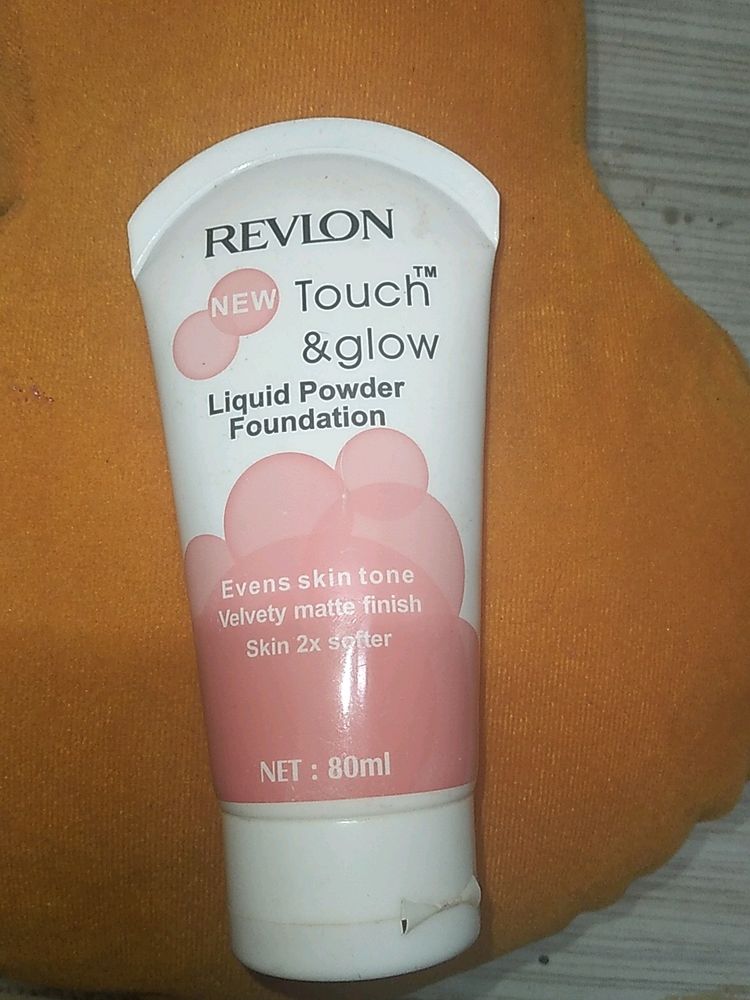 REVLON
NEW Touch™
&glow
Liquid Powder
Foundation
Evens skin tone
Velvety matte finish
Skin 2x softer
NET : 80ml